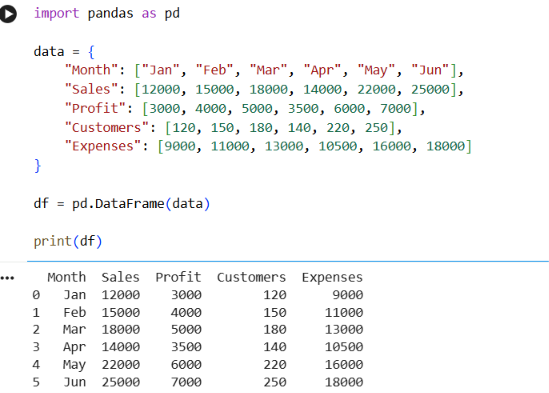 import pandas as pd
data = {
    "Month": ["Jan", "Feb", "Mar", "Apr", "May", "Jun"],
    "Sales": [12000, 15000, 18000, 14000, 22000, 25000],
    "Profit": [3000, 4000, 5000, 3500, 6000, 7000],
    "Customers": [120, 150, 180, 140, 220, 250],
    "Expenses": [9000, 11000, 13000, 10500, 16000, 18000]
}
df = pd.DataFrame(data)
print(df)
  Month  Sales  Profit  Customers  Expenses
0   Jan  12000    3000        120      9000
1   Feb  15000    4000        150     11000
2   Mar  18000    5000        180     13000
3   Apr  14000    3500        140     10500
4   May  22000    6000        220     16000
5   Jun  25000    7000        250     18000